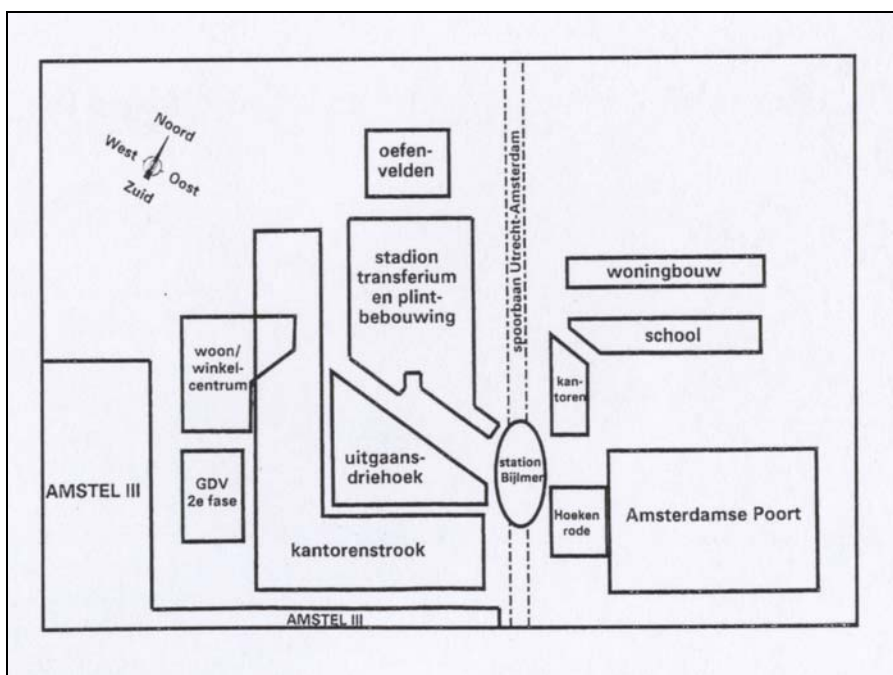 Noord
West
Oost
Zuid
oefen-
velden
spoorbaan Utrecht-Amsterdam
stadion
transferium
en plint-
bebouwing
woningbouw
school
woon/
winkel-
centrum
kan-
toren
uitgaans-
driehoek
station
Bijlmer
AMSTEL III
GDV
2e fase
Hoeken
rode
Amsterdamse Poort
kantorenstrook
AMSTEL III